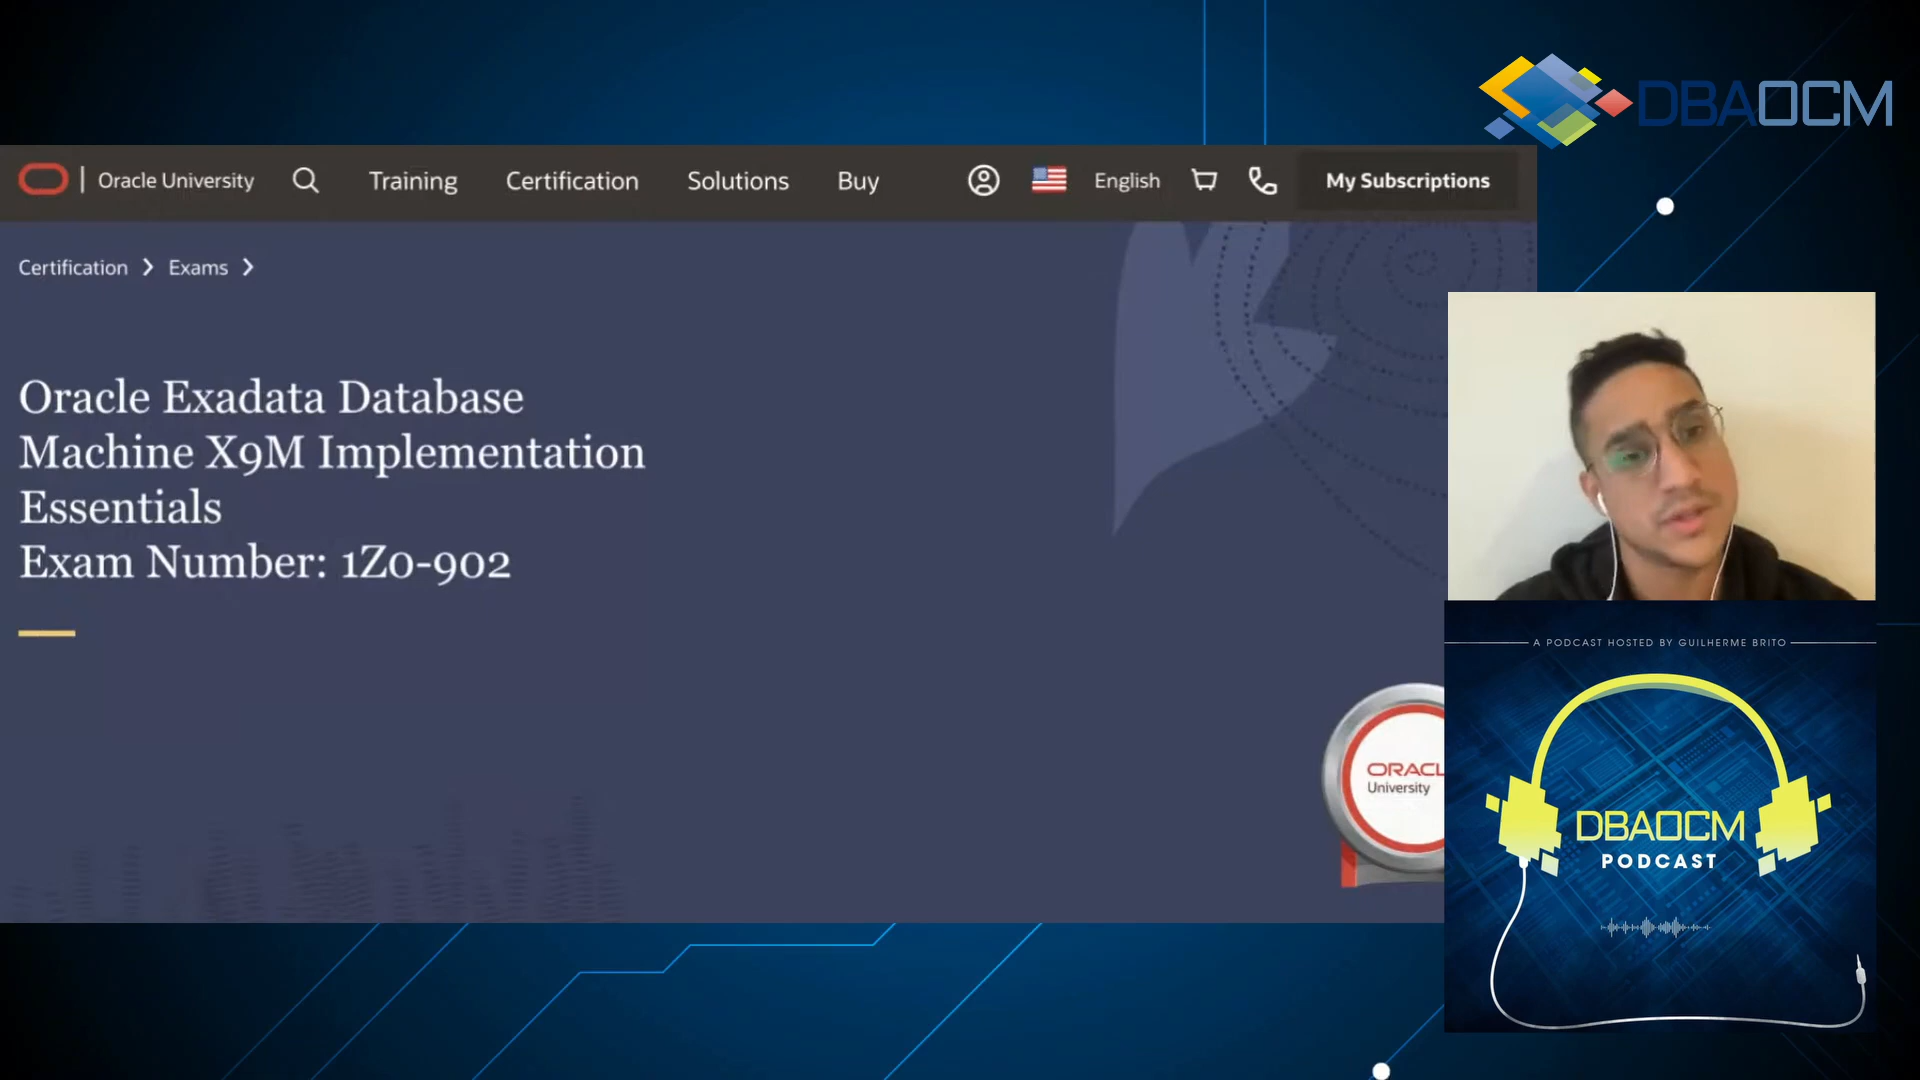 DBAOCM
Oracle University
Training
Certification
Solutions
Buy
English
My Subscriptions
Certification
Exams
Oracle Exadata Database
Machine X9M Implementation
Essentials
Exam Number: 1Z0-902
ORACL
University
A PODCAST HOSTED BY GUILHERME BRITO
DBAOCM
PODCAST